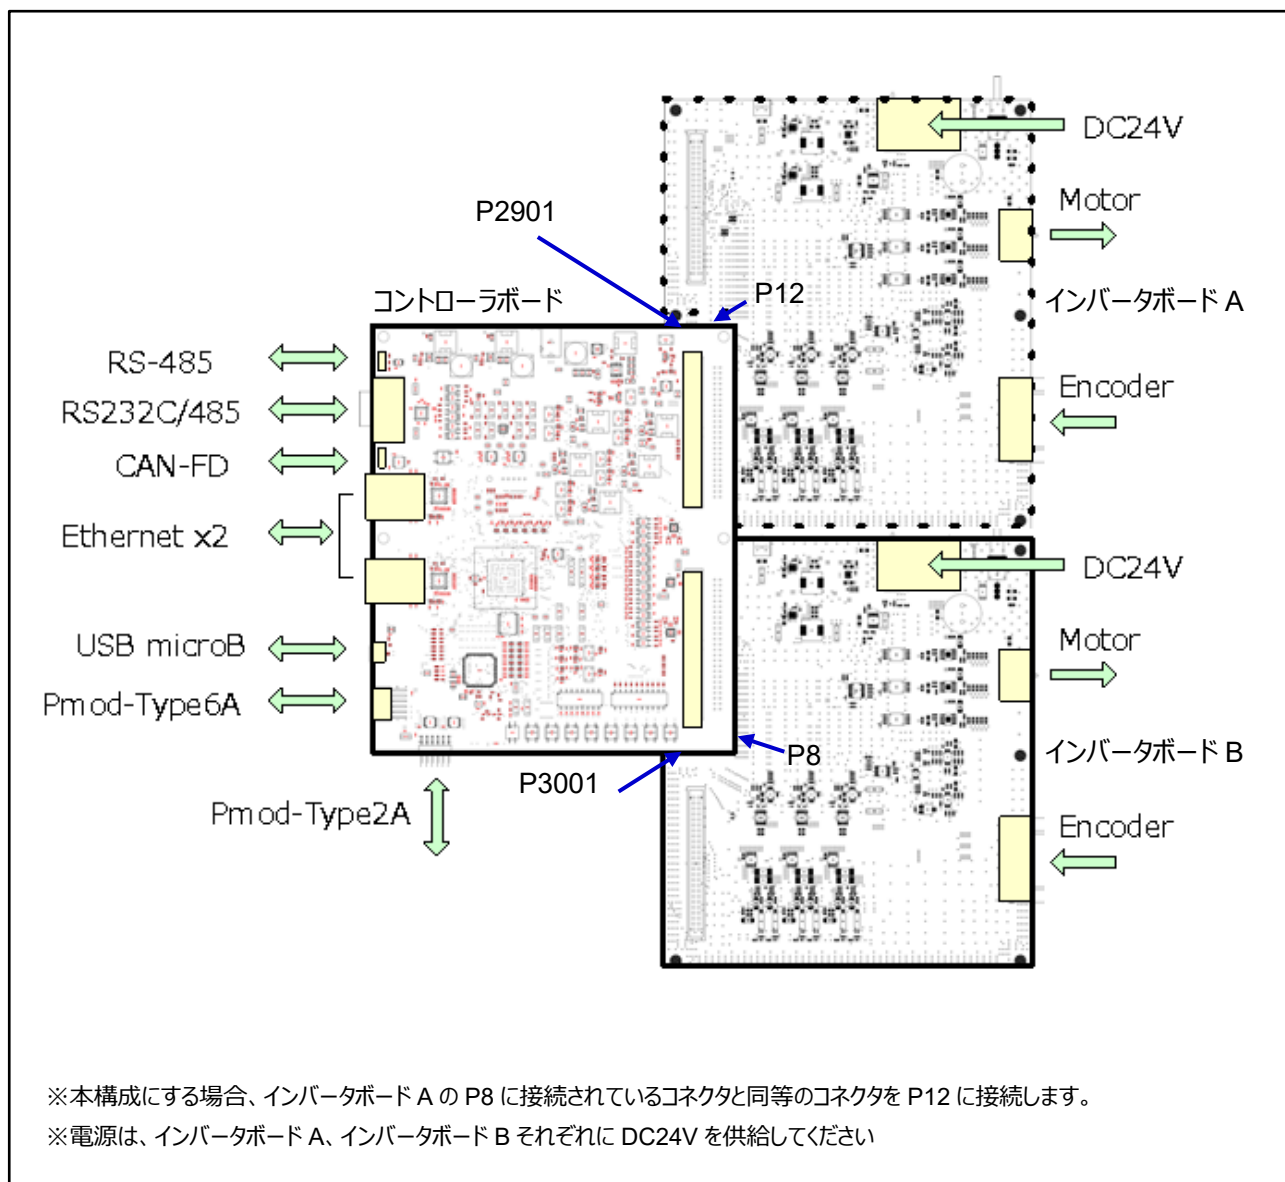 DC24V
Motor
P2901
P12
コントローラボード
インバータボード A
RS-485
RS232C/485
Encoder
CAN-FD
Ethernet x2
DC24V
USB microB
Motor
Pmod-Type6A
P8
インバータボード B
P3001
Pmod-Type2A
Encoder
※本構成にする場合、インバータボード A の P8 に接続されているコネクタと同等のコネクタを P12 に接続します。
※電源は、インバータボード A、インバータボード B それぞれに DC24V を供給してください